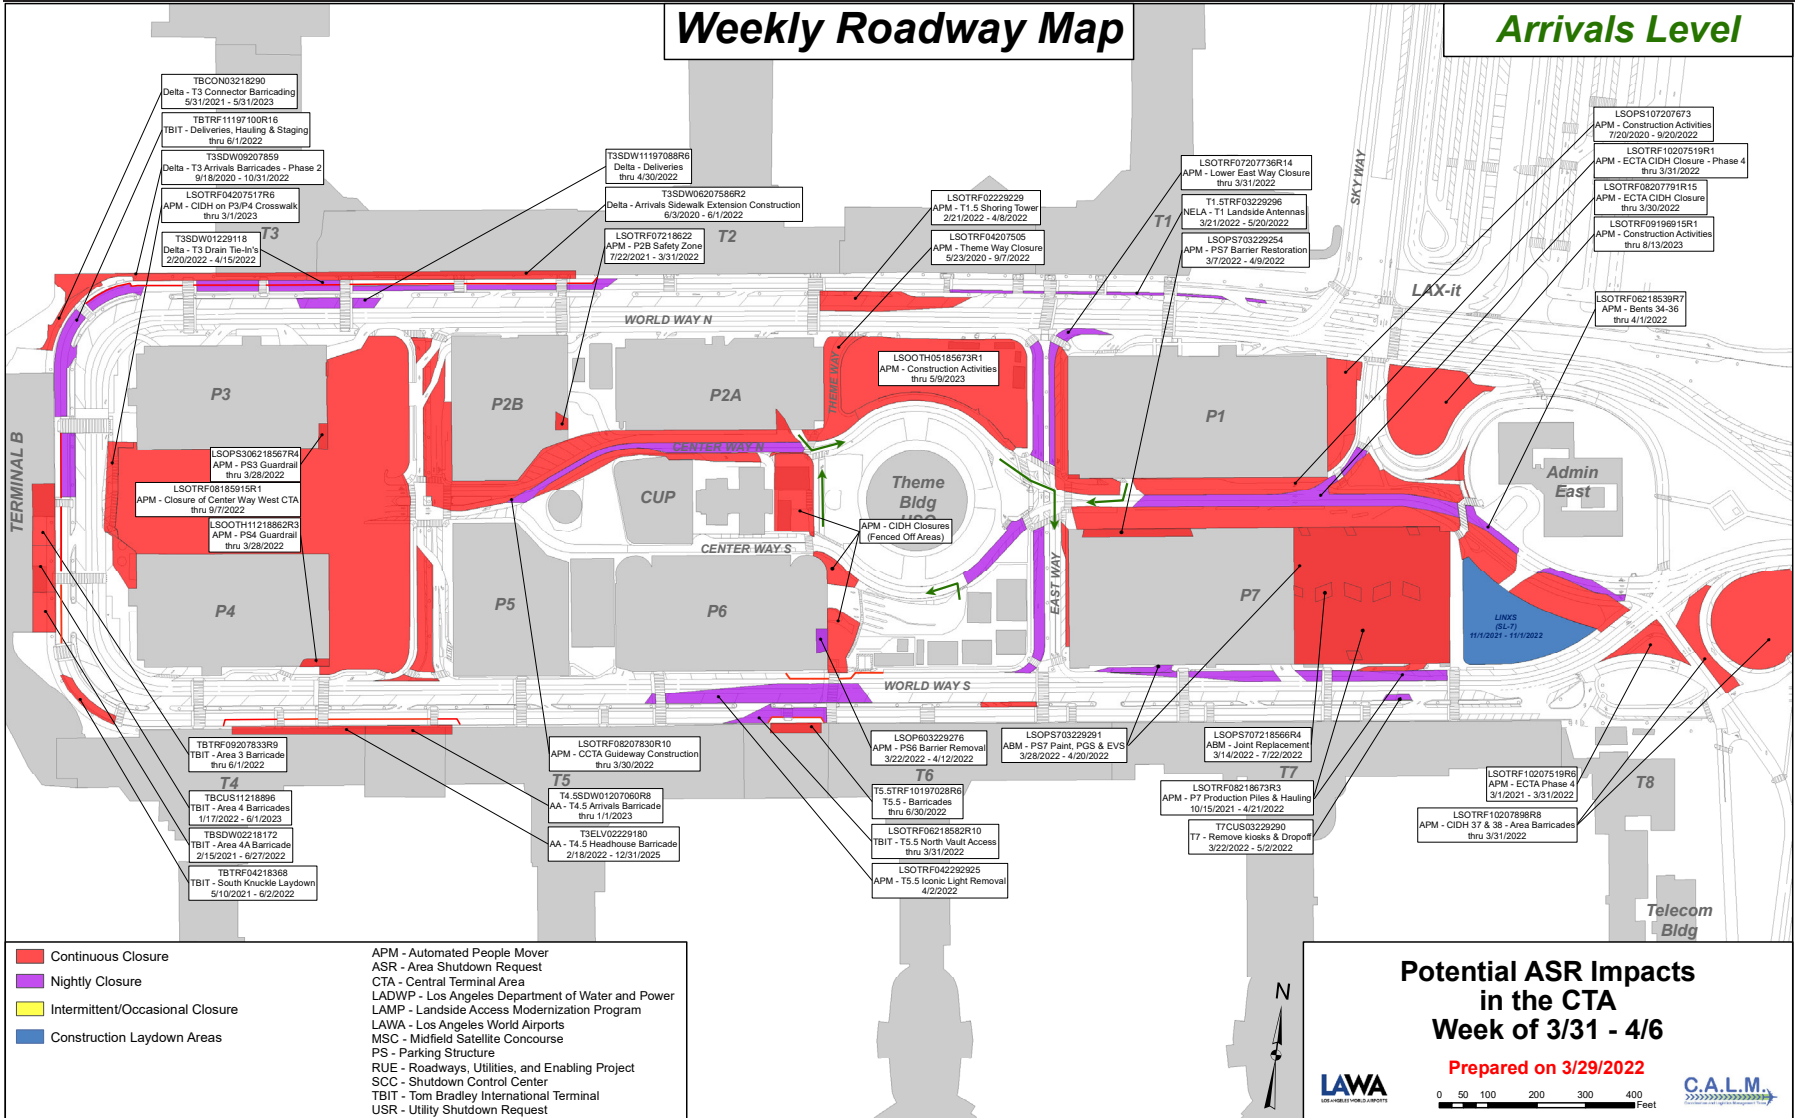 Weekly Roadway Map
Arrivals Level
TBCON03218290
Delta - T3 Connector Barricading
5/31/2021 - 5/31/2023
TBTRF11197100R16
TBIT - Deliveries, Hauling & Staging
thru 6/1/2022
T3SDW09207859
Delta - T3 Arrivals Barricades - Phase 2
9/18/2020 - 10/31/2022
LSOTRF04207517R6
APM - CIDH on P3/P4 Crosswalk
thru 3/1/2023
T3SDW01229118
Delta - T3 Drain Tie-In's
2/20/2022 - 4/15/2022
T3SDW11197088R6
Delta - Deliveries
thru 4/30/2022
T3SDW06207586R2
Delta - Arrivals Sidewalk Extension Construction
6/3/2020 - 6/1/2022
LSOTRF07218622
APM - P2B Safety Zone
7/22/2021 - 3/31/2022
LSOTRF02229229
APM - T1.5 Shoring Tower
2/21/2022 - 4/8/2022
LSOTRF04207505
APM - Theme Way Closure
5/23/2020 - 9/7/2022
LSOTRF07207736R14
APM - Lower East Way Closure
thru 3/31/2022
T1.5TRF03229296
NELA - T1 Landside Antennas
3/21/2022 - 5/20/2022
LSOPS703229254
APM - PS7 Barrier Restoration
3/7/2022 - 4/9/2022
LSOPS107207673
APM - Construction Activities
7/20/2020 - 9/20/2022
LSOTRF10207519R1
APM - ECTA CIDH Closure - Phase 4
thru 3/31/2022
LSOTRF08207791R15
APM - ECTA CIDH Closure
thru 3/30/2022
LSOTRF09196915R1
APM - Construction Activities
thru 8/13/2023
LSOTRF06218539R7
APM - Bents 34-36
thru 4/1/2022
T3
T2
T1
SKY WAY
LAX-it
WORLD WAY N
P3
P2B
P2A
THEME WAY
LSOOTH05185673R1
APM - Construction Activities
thru 5/9/2023
P1
TERMINAL B
CENTER WAY N
LSOPS306218567R4
APM - PS3 Guardrail
thru 3/28/2022
LSOTRF08185915R1
APM - Closure of Center Way West CTA
thru 9/7/2022
LSOOTH11218862R3
APM - PS4 Guardrail
thru 3/28/2022
CUP
Theme
Bldg
USO
APM - CIDH Closures
(Fenced Off Areas)
Admin
East
CENTER WAY S
EAST WAY
P4
P5
P6
P7
LINXS
(SL-7)
11/1/2021 - 11/1/2022
WORLD WAY S
TBTRF09207833R9
TBIT - Area 3 Barricade
thru 6/1/2022
T4
TBCUS11218896
TBIT - Area 4 Barricades
1/17/2022 - 6/1/2023
TBSDW02218172
TBIT - Area 4A Barricade
2/15/2021 - 6/27/2022
TBTRF04218368
TBIT - South Knuckle Laydown
5/10/2021 - 6/2/2022
LSOTRF08207830R10
APM - CCTA Guideway Construction
thru 3/30/2022
T5
T4.5SDW01207060R8
AA - T4.5 Arrivals Barricade
thru 1/1/2023
T3ELV02229180
AA - T4.5 Headhouse Barricade
2/18/2022 - 12/31/2025
LSOP603229276
APM - PS6 Barrier Removal
3/22/2022 - 4/12/2022
T6
T5.5TRF10197028R6
T5.5 - Barricades
thru 6/30/2022
LSOTRF06218582R10
TBIT - T5.5 North Vault Access
thru 3/31/2022
LSOTRF042292925
APM - T5.5 Iconic Light Removal
4/2/2022
LSOPS703229291
ABM - PS7 Paint, PGS & EVS
3/28/2022 - 4/20/2022
LSOPS707218566R4
ABM - Joint Replacement
3/14/2022 - 7/22/2022
T7
LSOTRF08218673R3
APM - P7 Production Piles & Hauling
10/15/2021 - 4/21/2022
T7CUS03229290
T7 - Remove kiosks & Dropoff
3/22/2022 - 5/2/2022
LSOTRF10207519R6
APM - ECTA Phase 4
3/1/2021 - 3/31/2022
LSOTRF10207898R8
APM - CIDH 37 & 38 - Area Barricades
thru 3/31/2022
T8
Telecom
Bldg
Continuous Closure
Nightly Closure
Intermittent/Occasional Closure
Construction Laydown Areas
APM - Automated People Mover
ASR - Area Shutdown Request
CTA - Central Terminal Area
LADWP - Los Angeles Department of Water and Power
LAMP - Landside Access Modernization Program
LAWA - Los Angeles World Airports
MSC - Midfield Satellite Concourse
PS - Parking Structure
RUE - Roadways, Utilities, and Enabling Project
SCC - Shutdown Control Center
TBIT - Tom Bradley International Terminal
USR - Utility Shutdown Request
N
Potential ASR Impacts
in the CTA
Week of 3/31 - 4/6
Prepared on 3/29/2022
LAWA
LOS ANGELES WORLD AIRPORTS
0 50 100 200 300 400
Feet
C.A.L.M.